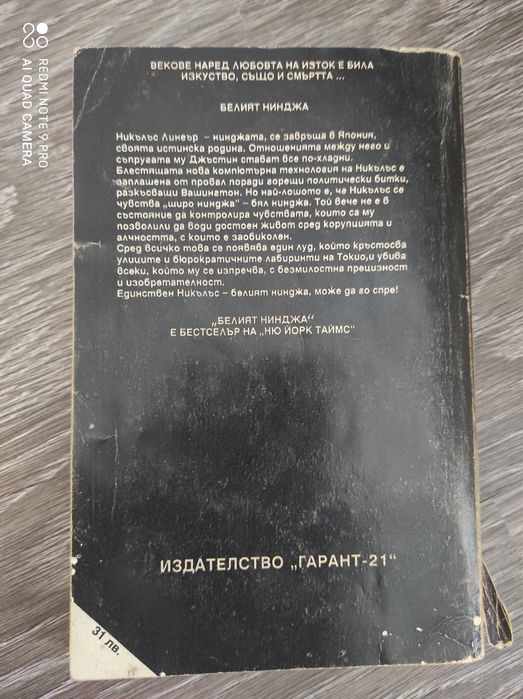 REDMI NOTE 9 PRO
AI QUAD CAMERA
ВЕКОВЕ НАРЕД ЛЮБОВТА НА ИЗТОК Е БИЛА
ИЗКУСТВО, СЪЩО И СМЪРТТА ...
БЕЛИЯТ НИНДЖА
Никълъс Линеър – нинджата, се завръща в Япония,
своята истинска родина. Отношенията между него и
съпругата му Джъстин стават все по-хладни.
Блестящата нова компютърна технология на Никълъс е
заплашена от провал поради горещи политически битки,
разкъсващи Вашингтон. Но най-лошото е, че Никълъс се
чувства „широ нинджа" – бял нинджа. Той вече не е в
състояние да контролира чувствата, които са му
позволили да води достоен живот сред корупцията и
алчността, с които е заобиколен.
Сред всичко това се появява един луд, който кръстосва
улиците и бюрократичните лабиринти на Токио,и убива
всеки, който му се изпречва, с безмилостна прецизност
и изобретателност.
Единствен Никълъс – белият нинджа, може да го спре!
„БЕЛИЯТ НИНДЖА"
Е БЕСТСЕЛЪР НА „НЮ ЙОРК ТАЙМС"
ИЗДАТЕЛСТВО „ГАРАНТ-21"
31 лв.